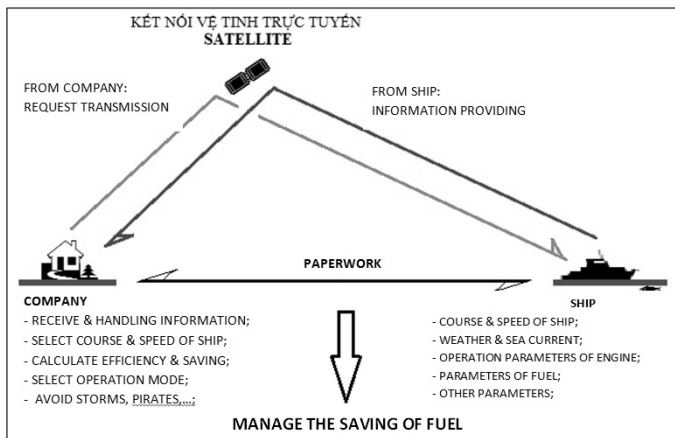 KẾT NỐI VỆ TINH TRỰC TUYẾN
SATELLITE
FROM COMPANY:
REQUEST TRANSMISSION
FROM SHIP:
INFORMATION PROVIDING
PAPERWORK
COMPANY
- RECEIVE & HANDLING INFORMATION;
- SELECT COURSE & SPEED OF SHIP;
- CALCULATE EFFICIENCY & SAVING;
- SELECT OPERATION MODE;
- AVOID STORMS, PIRATES,...;
SHIP
- COURSE & SPEED OF SHIP;
- WEATHER & SEA CURRENT;
- OPERATION PARAMETERS OF ENGINE;
- PARAMETERS OF FUEL;
- OTHER PARAMETERS;
MANAGE THE SAVING OF FUEL